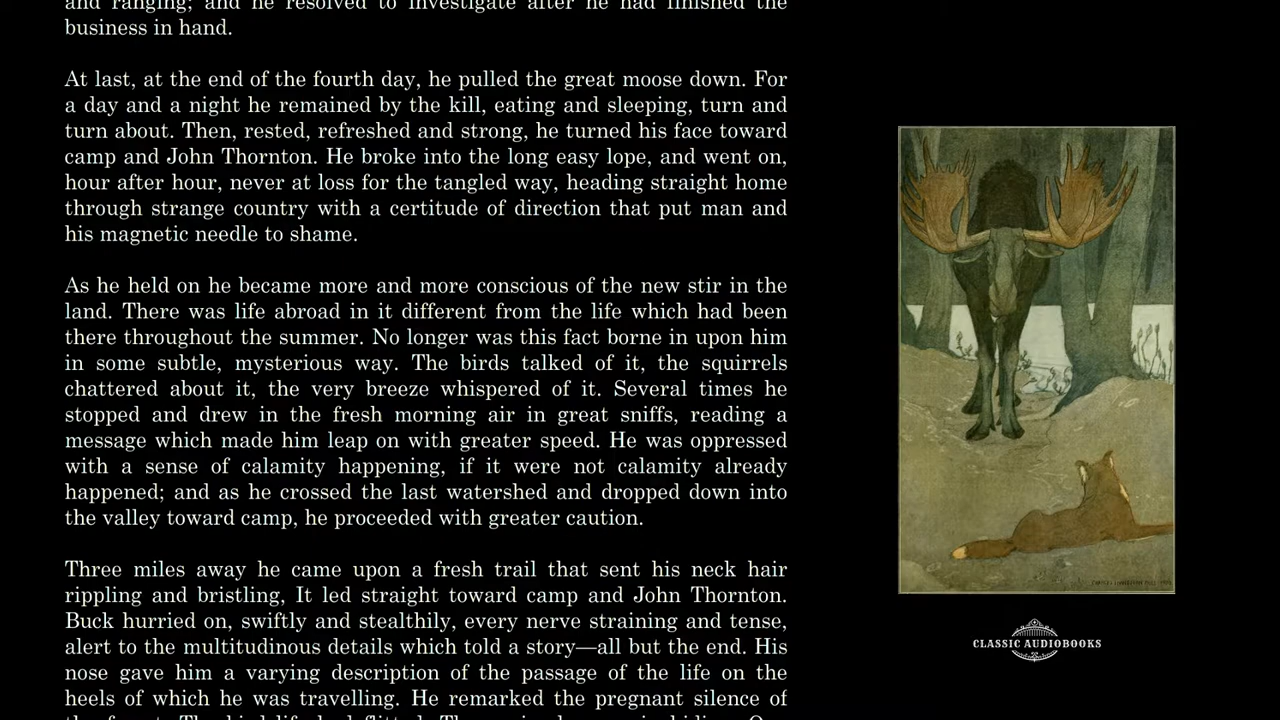 and ranging; and he resolved to investigate after he had finished the
business in hand.
At last, at the end of the fourth day, he pulled the great moose down. For
a day and a night he remained by the kill, eating and sleeping, turn and
turn about. Then, rested, refreshed and strong, he turned his face toward
camp and John Thornton. He broke into the long easy lope, and went on,
hour after hour, never at loss for the tangled way, heading straight home
through strange country with a certitude of direction that put man and
his magnetic needle to shame.
As he held on he became more and more conscious of the new stir in the
land. There was life abroad in it different from the life which had been
there throughout the summer. No longer was this fact borne in upon him
in some subtle, mysterious way. The birds talked of it, the squirrels
chattered about it, the very breeze whispered of it. Several times he
stopped and drew in the fresh morning air in great sniffs, reading a
message which made him leap on with greater speed. He was oppressed
with a sense of calamity happening, if it were not calamity already
happened; and as he crossed the last watershed and dropped down into
the valley toward camp, he proceeded with greater caution.
Three miles away he came upon a fresh trail that sent his neck hair
rippling and bristling, It led straight toward camp and John Thornton.
Buck hurried on, swiftly and stealthily, every nerve straining and tense,
alert to the multitudinous details which told a story—all but the end. His
nose gave him a varying description of the passage of the life on the
heels of which he was travelling. He remarked the pregnant silence of
CLASSIC AUDIOBOOKS